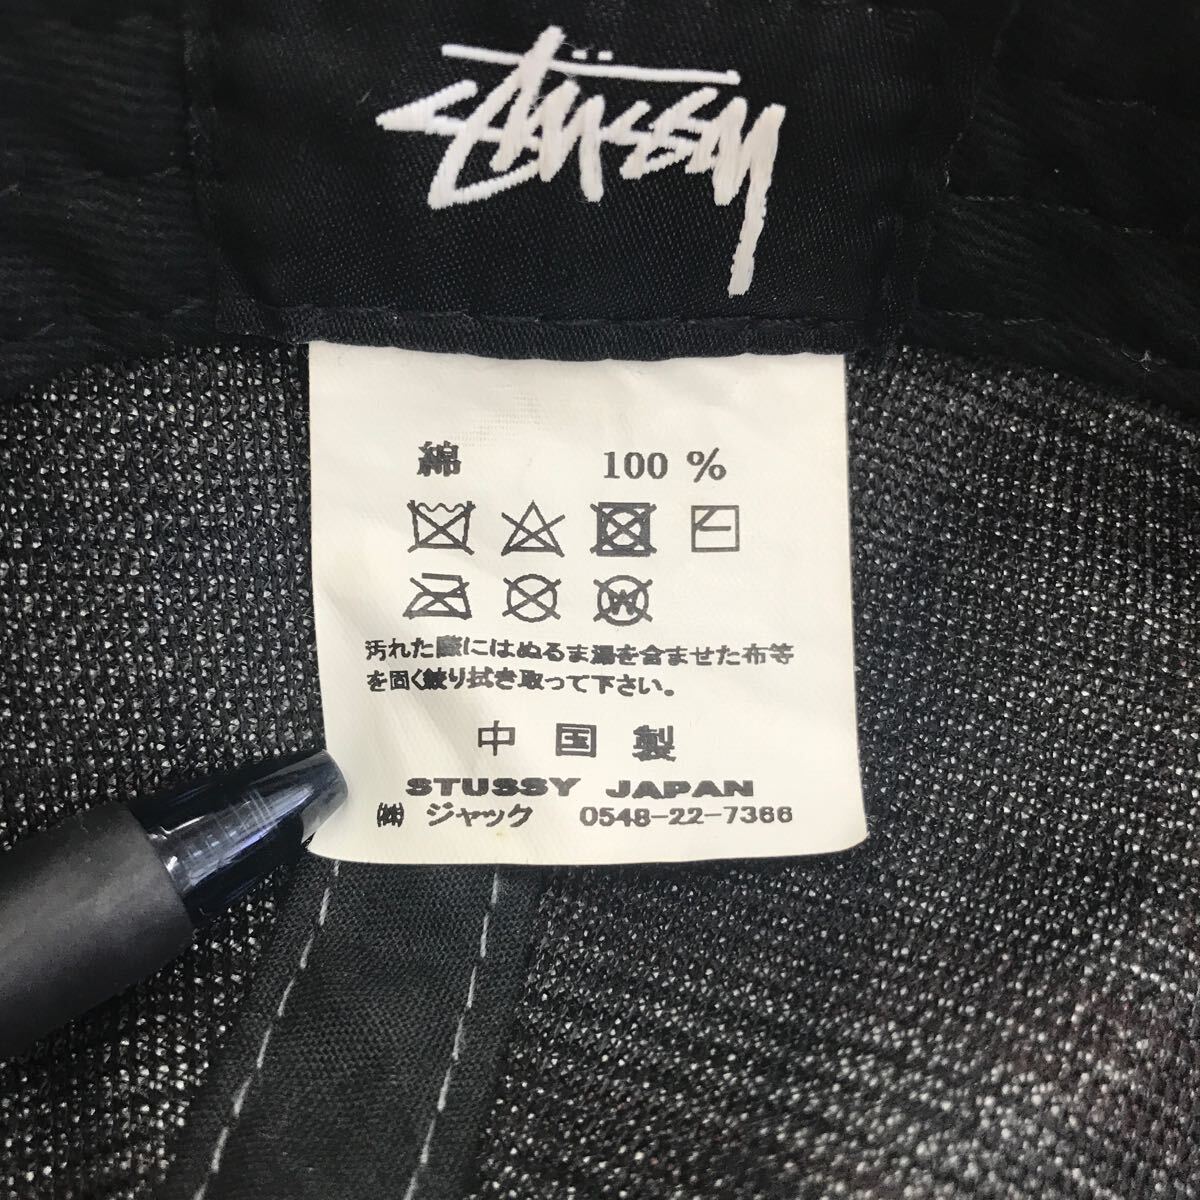 Stüssy
綿 100 %
W
汚れた際にはぬるま湯を含ませた布等
を固く絞り拭き取って下さい。
中国製
STUSSY JAPAN
㈱ ジャック 0548-22-7366